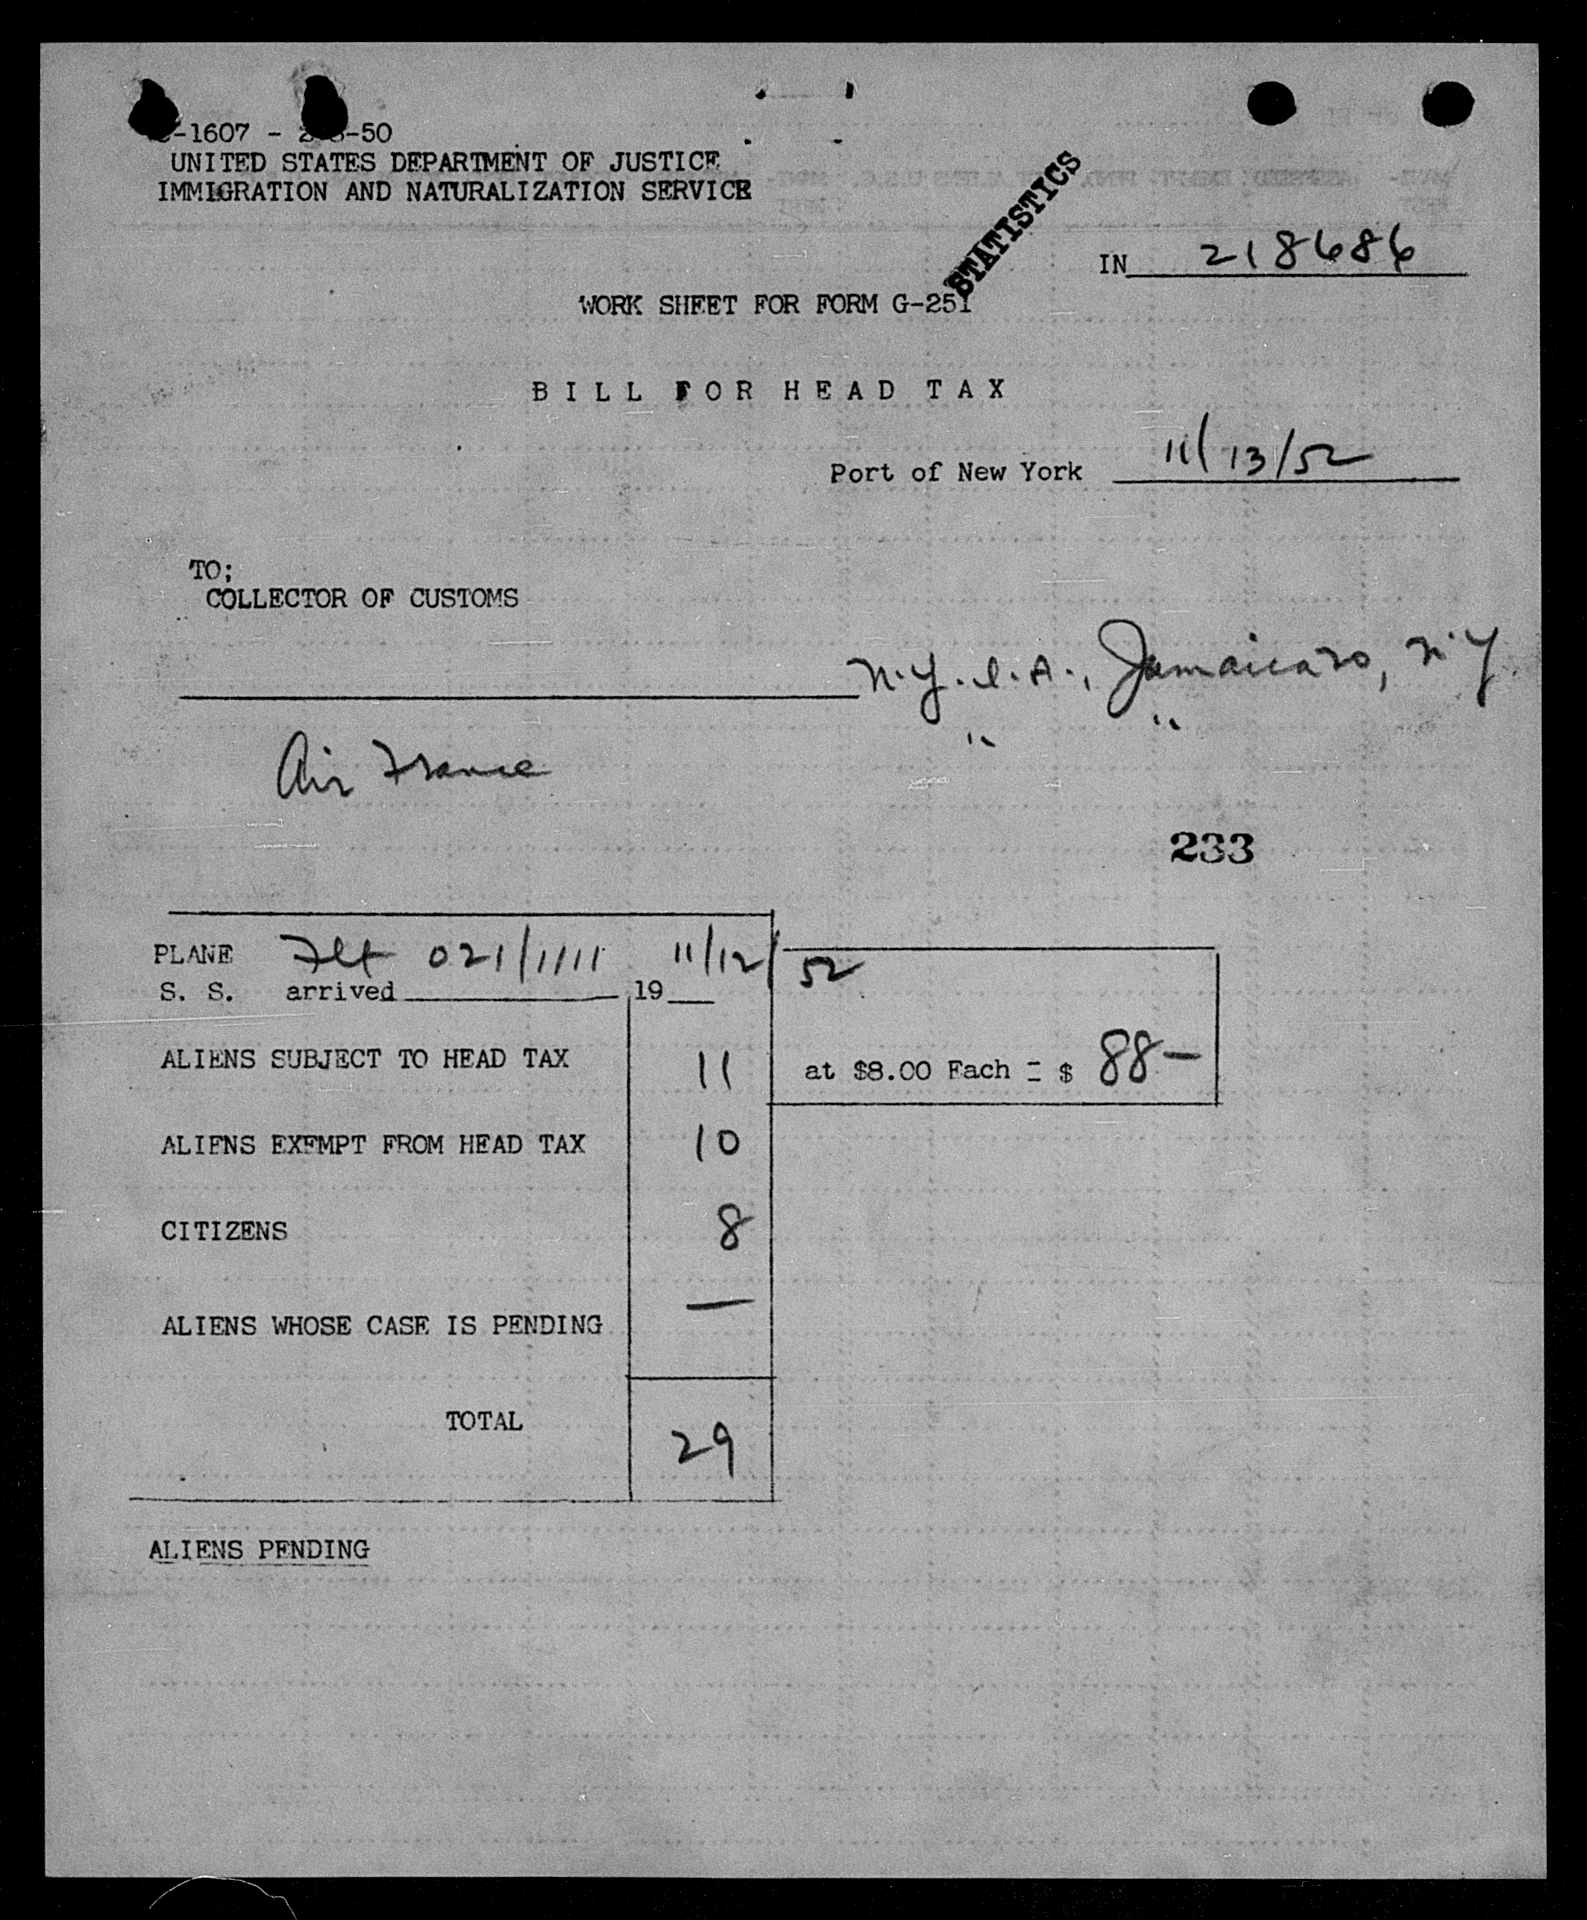 -1607 - 2-8-50
UNITED STATES DEPARTMENT OF JUSTICE
IMMIGRATION AND NATURALIZATION SERVICE
STATISTICS
IN 218686
WORK SHEET FOR FORM G-251
BILL FOR HEAD TAX
Port of New York 11/13/52
TO;
COLLECTOR OF CUSTOMS
N.Y.I.A., Jamaica 30, N.Y.
Air France " "
233
PLANE Flt 021/1111 11/12/52
S. S. arrived 19
ALIENS SUBJECT TO HEAD TAX 11 at $8.00 Each = $ 88 —
ALIENS EXEMPT FROM HEAD TAX 10
CITIZENS 8
ALIENS WHOSE CASE IS PENDING —
TOTAL 29
ALIENS PENDING